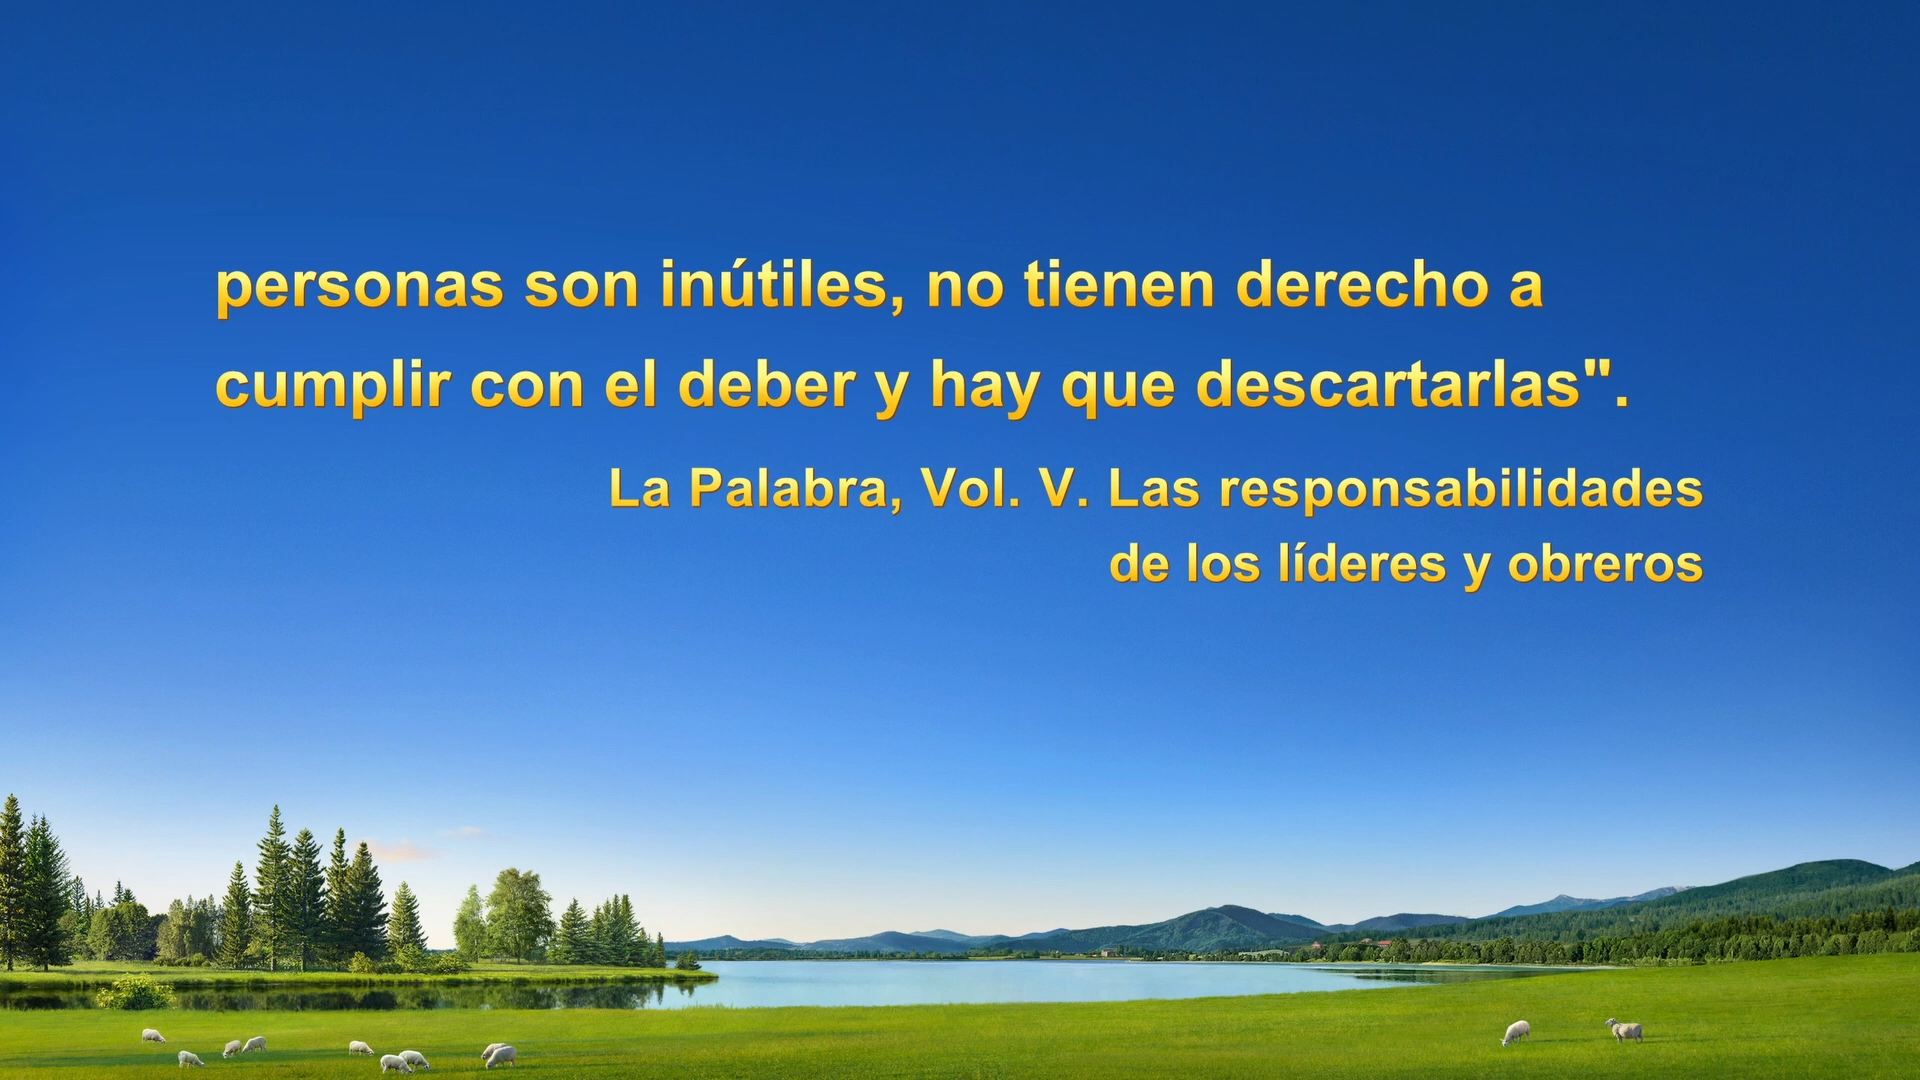 personas son inútiles, no tienen derecho a
cumplir con el deber y hay que descartarlas".
La Palabra, Vol. V. Las responsabilidades
de los líderes y obreros